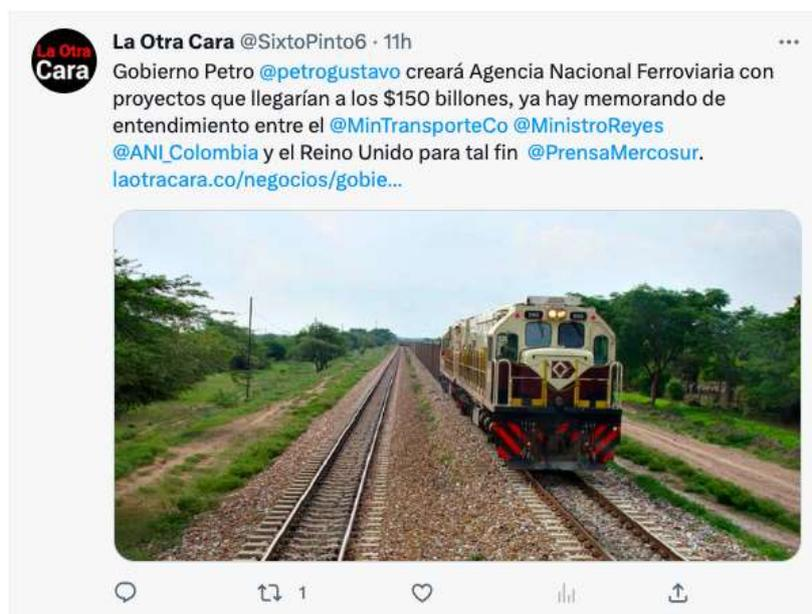 La Otra
Cara
La Otra Cara @SixtoPinto6 · 11h
Gobierno Petro @petrogustavo creará Agencia Nacional Ferroviaria con
proyectos que llegarían a los $150 billones, ya hay memorando de
entendimiento entre el @MinTransporteCo @MinistroReyes
@ANI_Colombia y el Reino Unido para tal fin @PrensaMercosur.
laotracara.co/negocios/gobie...
1